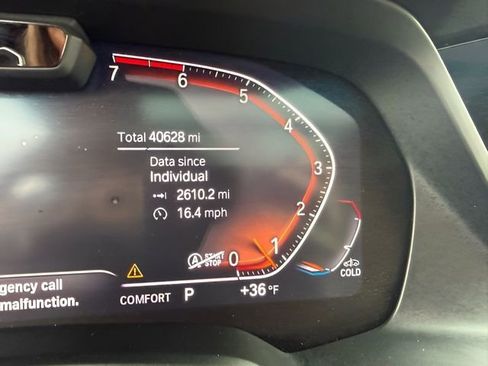 7
6
5
4
3
2
1
0
Total 40628 mi
Data since
Individual
2610.2 mi
16.4 mph
A START
STOP
COLD
gency call
malfunction.
COMFORT P +36 °F